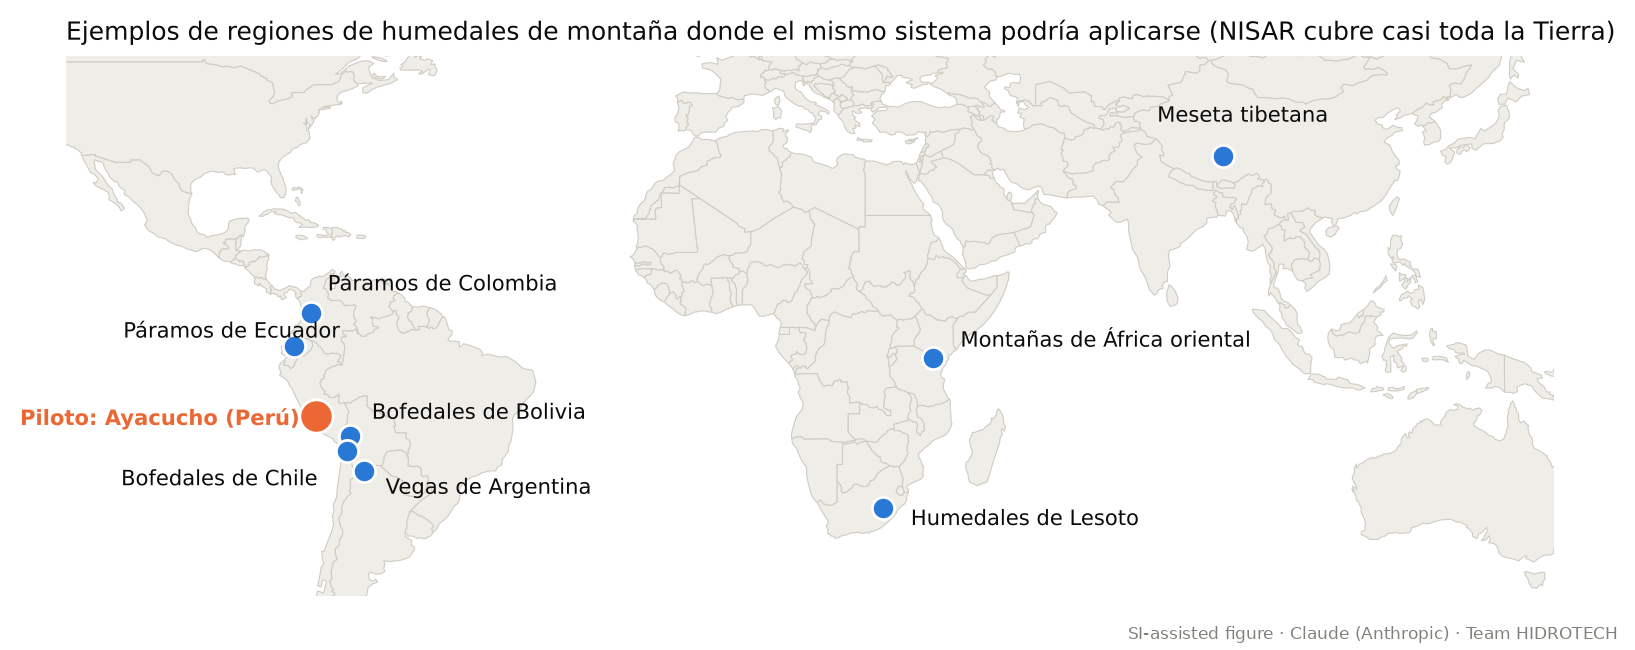 Ejemplos de regiones de humedales de montaña donde el mismo sistema podría aplicarse (NISAR cubre casi toda la Tierra)
Meseta tibetana
Páramos de Colombia
Páramos de Ecuador
Montañas de África oriental
Piloto: Ayacucho (Perú)
Bofedales de Bolivia
Bofedales de Chile
Vegas de Argentina
Humedales de Lesoto
SI-assisted figure · Claude (Anthropic) · Team HIDROTECH